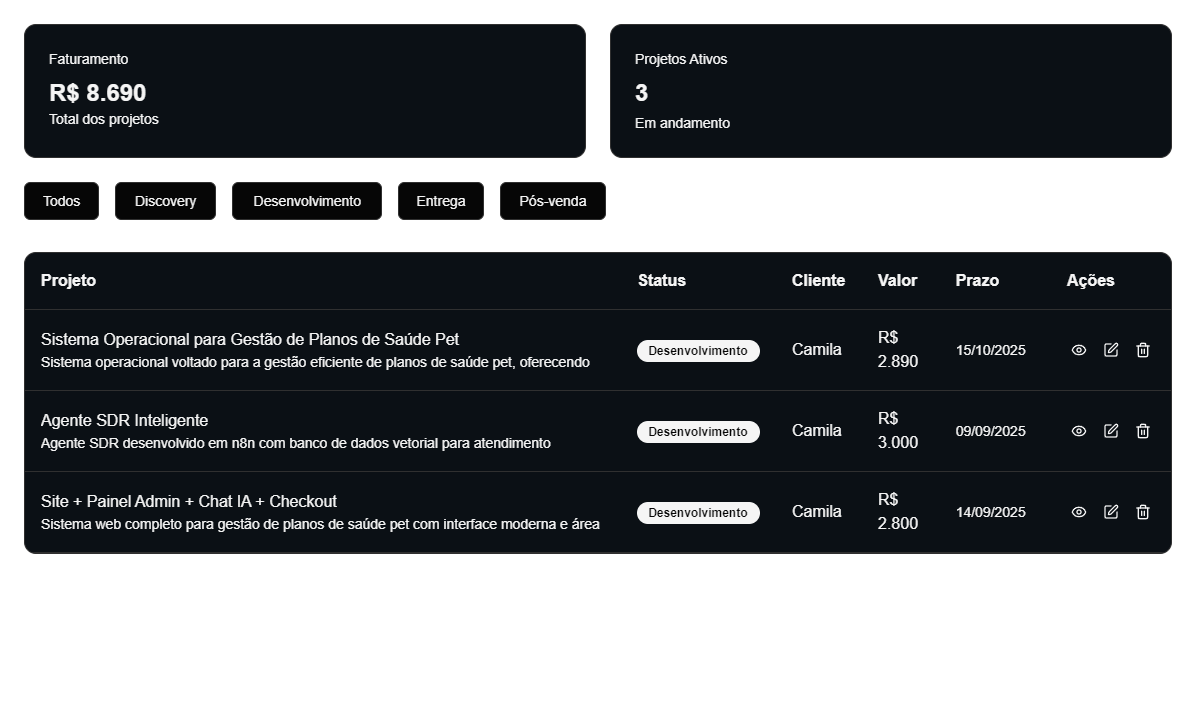 Faturamento
R$ 8.690
Total dos projetos
Projetos Ativos
3
Em andamento
Todos
Discovery
Desenvolvimento
Entrega
Pós-venda
Projeto
Status
Cliente
Valor
Prazo
Ações
Sistema Operacional para Gestão de Planos de Saúde Pet
Sistema operacional voltado para a gestão eficiente de planos de saúde pet, oferecendo
Desenvolvimento
Camila
R$
2.890
15/10/2025
Agente SDR Inteligente
Agente SDR desenvolvido em n8n com banco de dados vetorial para atendimento
Desenvolvimento
Camila
R$
3.000
09/09/2025
Site + Painel Admin + Chat IA + Checkout
Sistema web completo para gestão de planos de saúde pet com interface moderna e área
Desenvolvimento
Camila
R$
2.800
14/09/2025